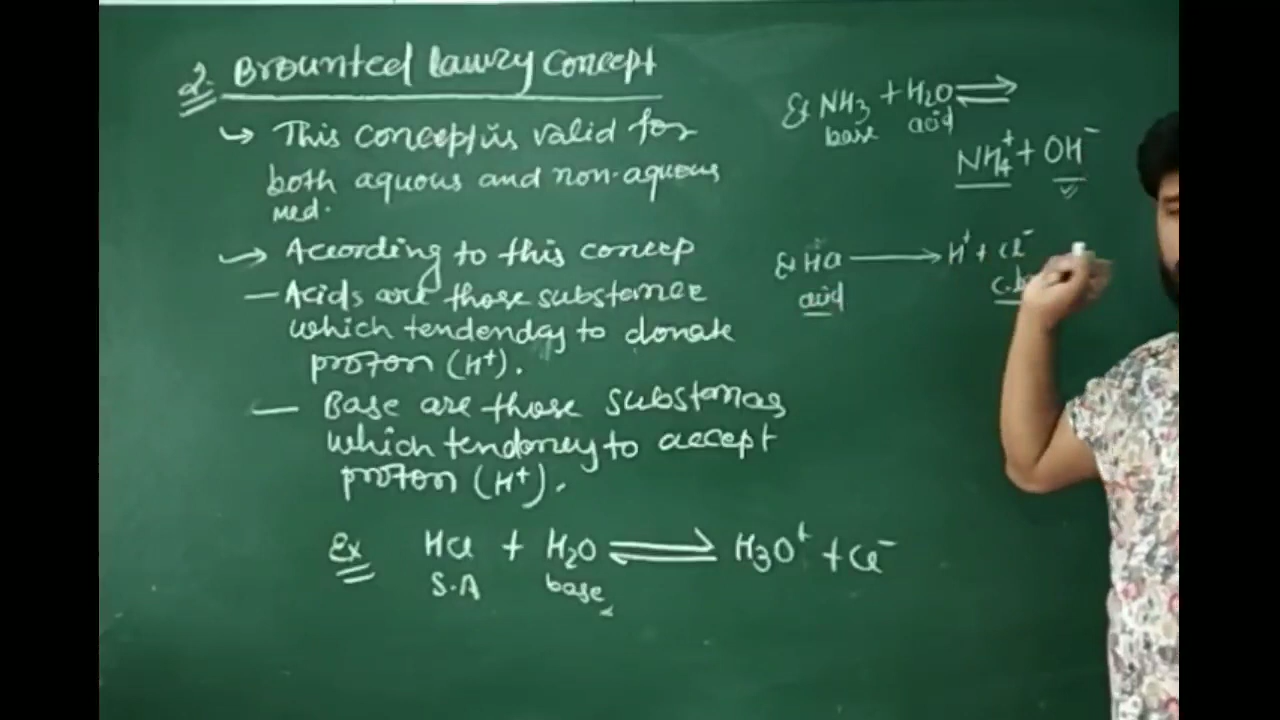 2. Brounted Lawry Concept
→ This concept is valid for
both aquous and non-aqueous
med.
→ According to this concep
— Acids are those substance
which tendency to donate
proton (H⁺).
— Base are those substances
which tendency to accept
proton (H⁺).
Ex HCl + H₂O ⇌ H₃O⁺ + Cl⁻
S.A base
Ex NH₃ + H₂O ⇌
base acid
NH₄⁺ + OH⁻
Ex HCl → H⁺ + Cl⁻
acid